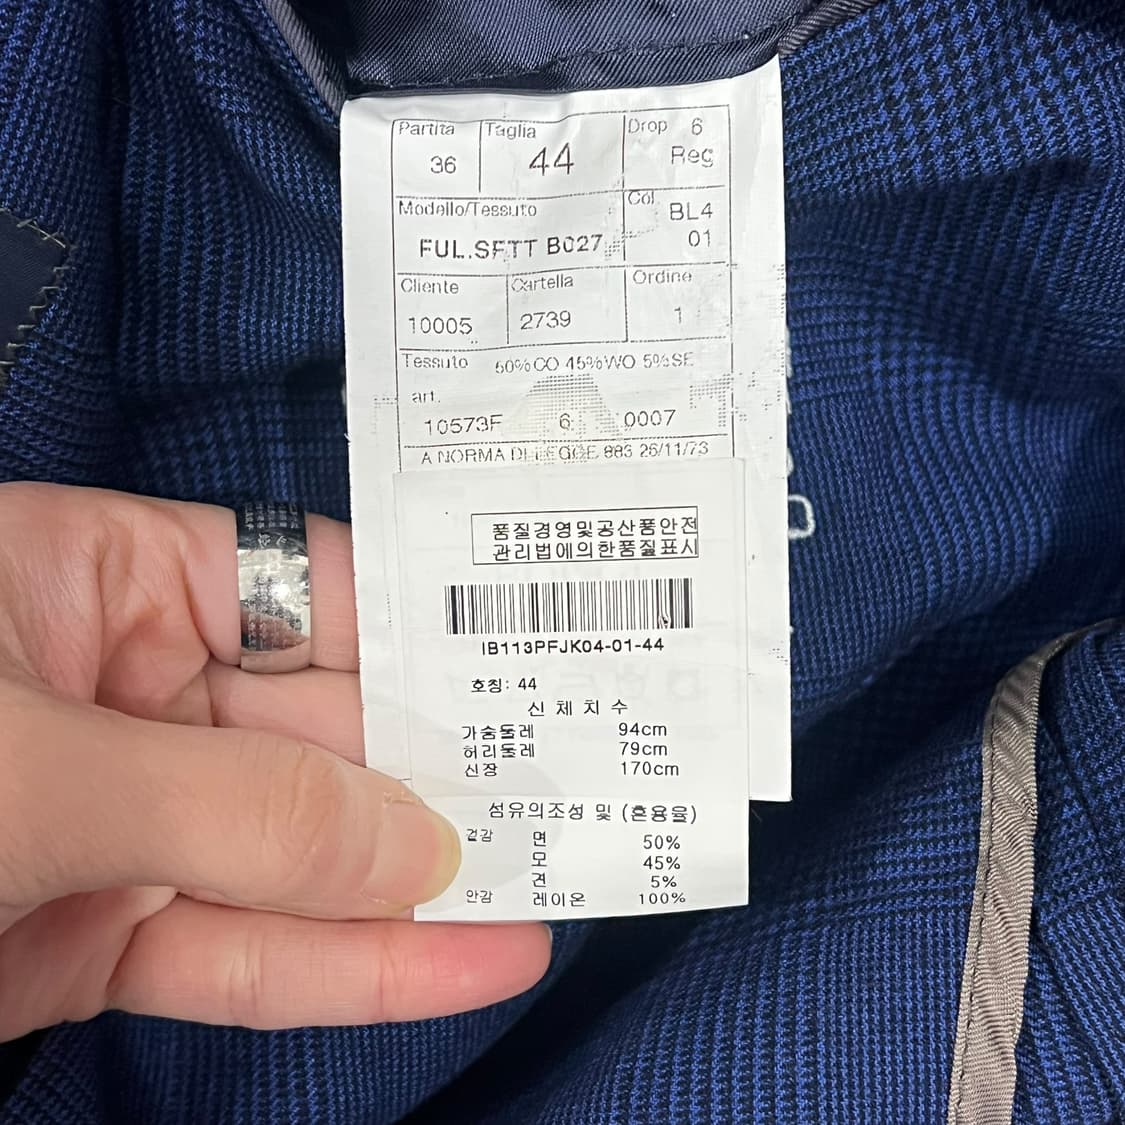 Partita Taglia Drop 6
36 44 Reg
Modello/Tessuto Col. BL4
FUL.SETT B027 01
Cliente Cartella Ordine
10005 2739 1
Tessuto 50%CO 45%WO 5%SE
art.
10573F 6 0007
A NORMA DI LEGGE 883 26/11/73
품질경영및공산품안전
관리법에의한품질표시
IB113PFJK04-01-44
호칭: 44
신체치수
가슴둘레 94cm
허리둘레 79cm
신장 170cm
섬유의조성 및 (혼용율)
겉감 면 50%
모 45%
견 5%
안감 레이온 100%